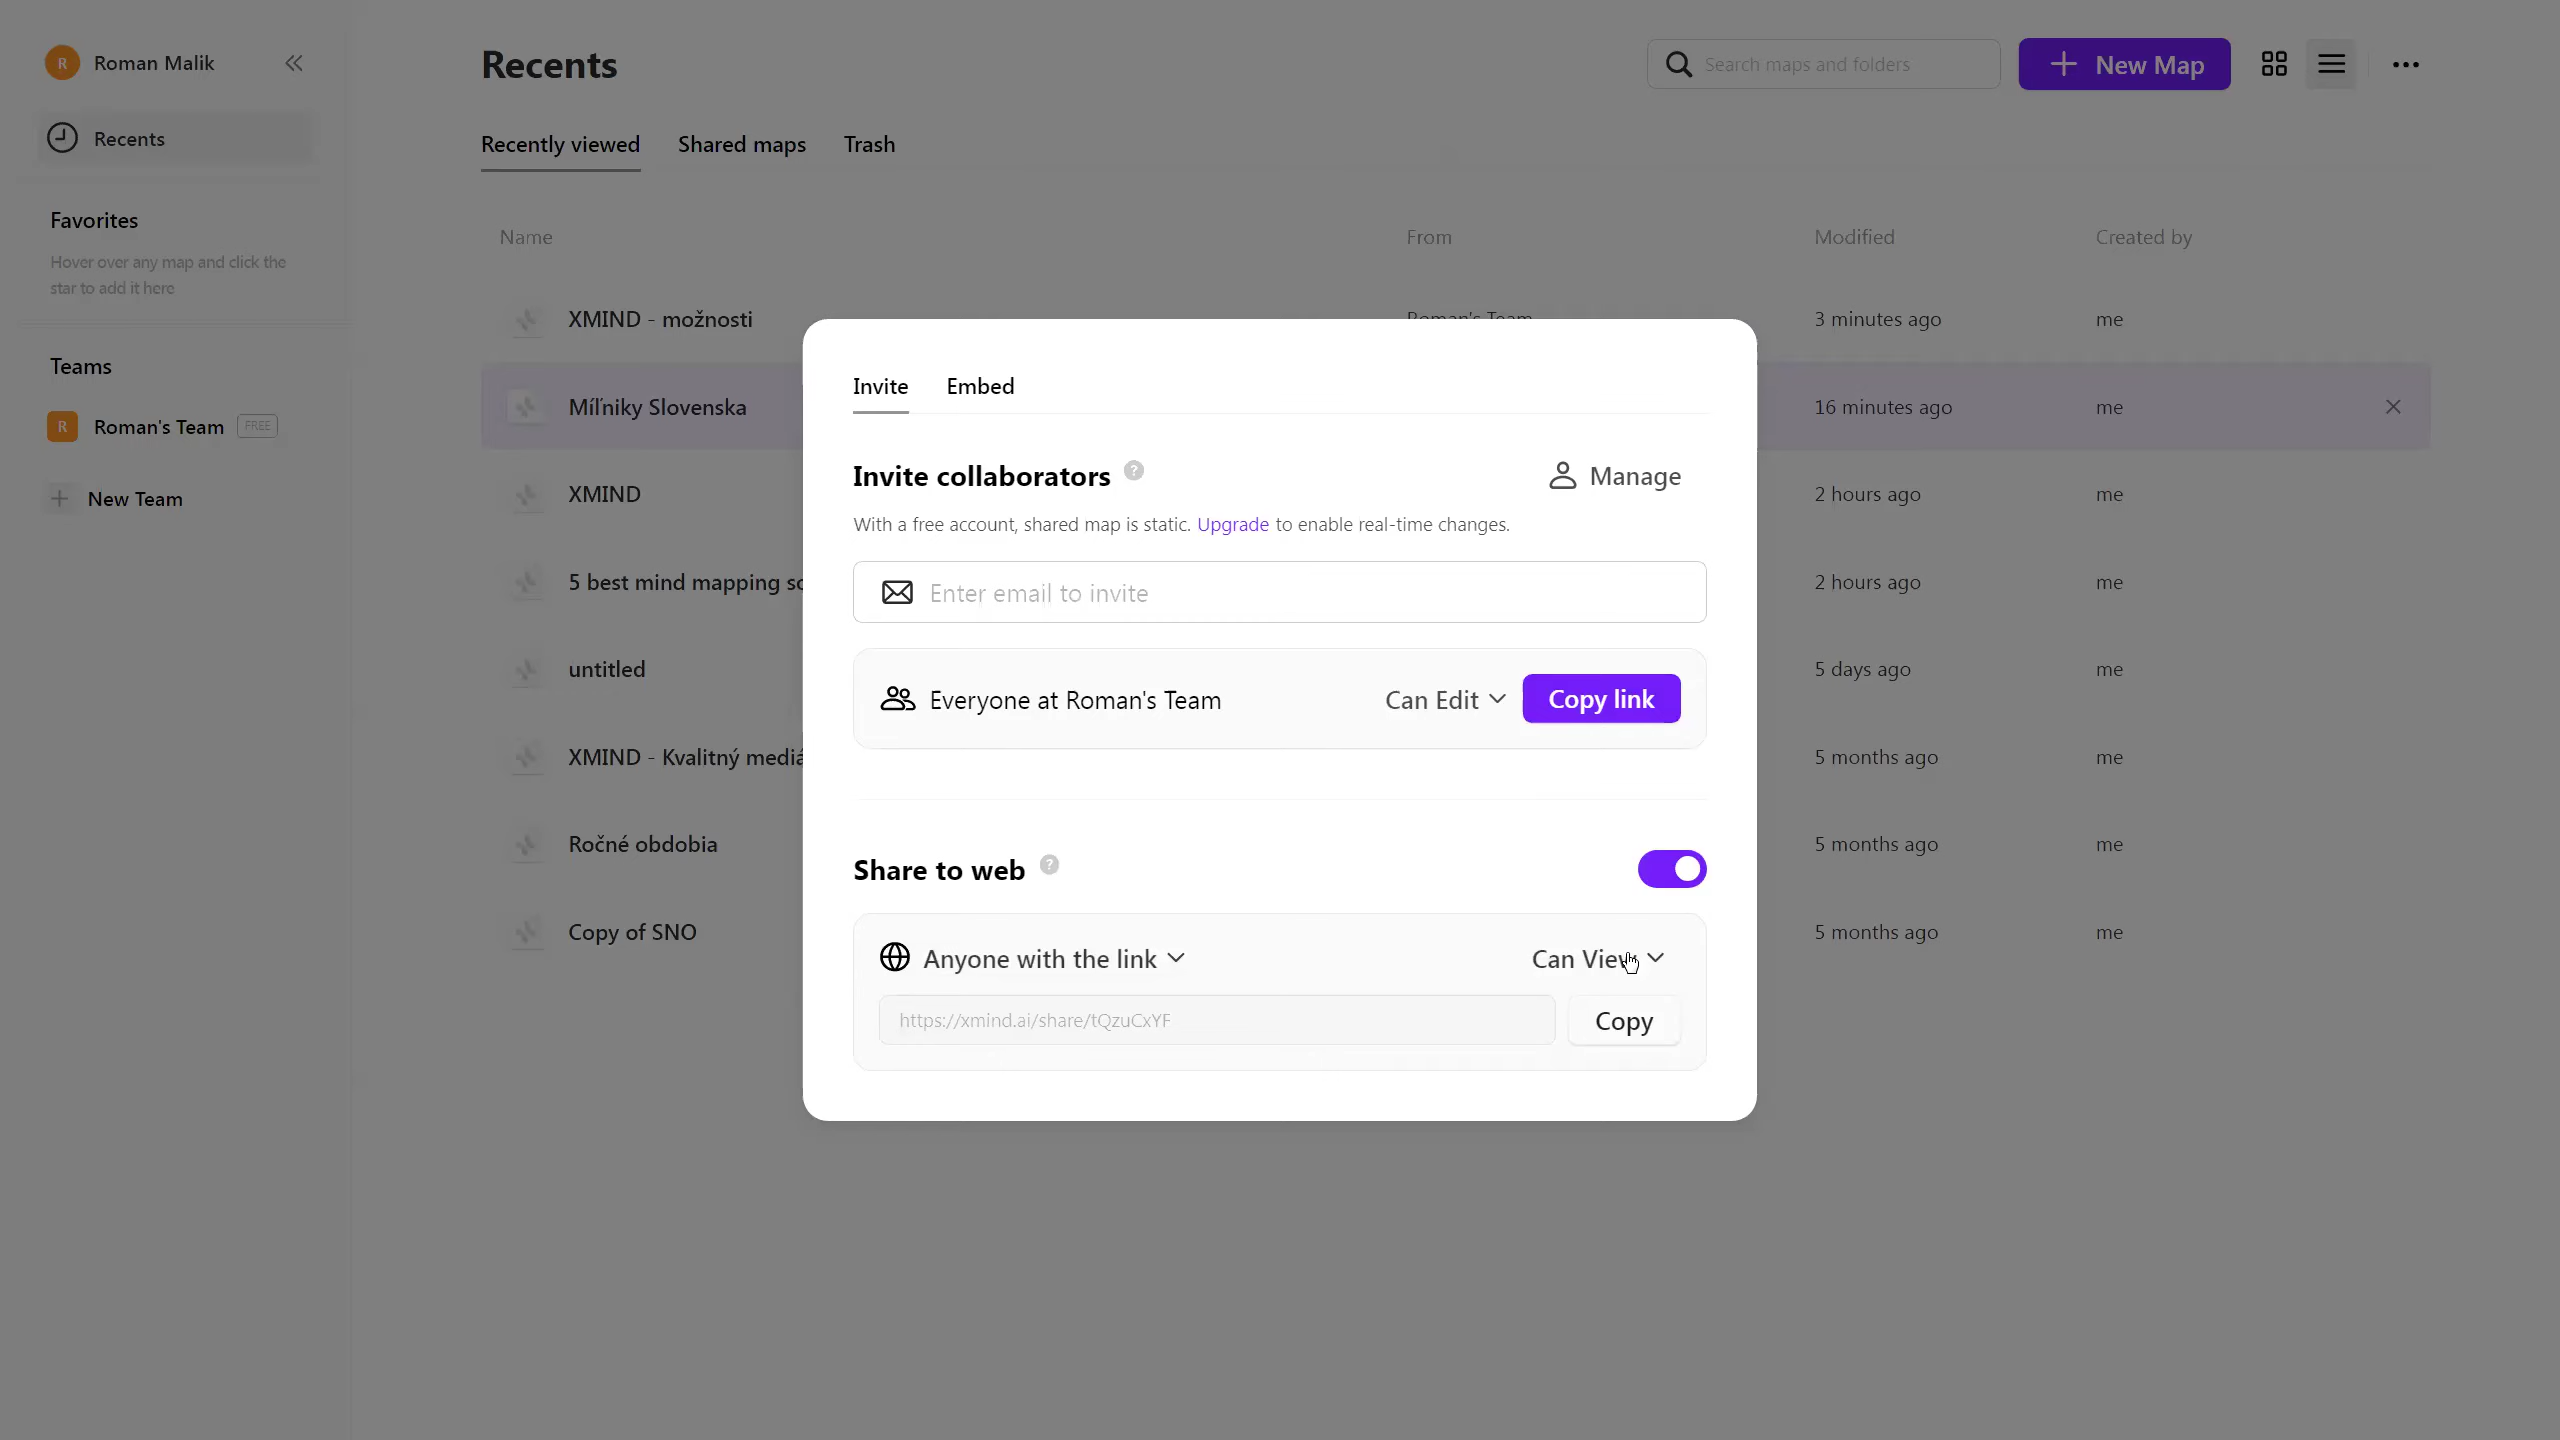 R Roman Malik
Recents
Favorites
Hover over any map and click the
star to add it here
Teams
R Roman's Team FREE
New Team
Recents
Search maps and folders
New Map
Recently viewed Shared maps Trash
Name From Modified Created by
XMIND - možnosti Roman's Team 3 minutes ago me
Míľniky Slovenska 16 minutes ago me
XMIND 2 hours ago me
5 best mind mapping 2 hours ago me
untitled 5 days ago me
XMIND - Kvalitný 5 months ago me
Ročné obdobia 5 months ago me
Copy of SNO 5 months ago me
Invite Embed
Invite collaborators ? Manage
With a free account, shared map is static. Upgrade to enable real-time changes.
Enter email to invite
Everyone at Roman's Team Can Edit Copy link
Share to web ?
Anyone with the link Can View
https://xmind.ai/share/tQzuCxYF Copy